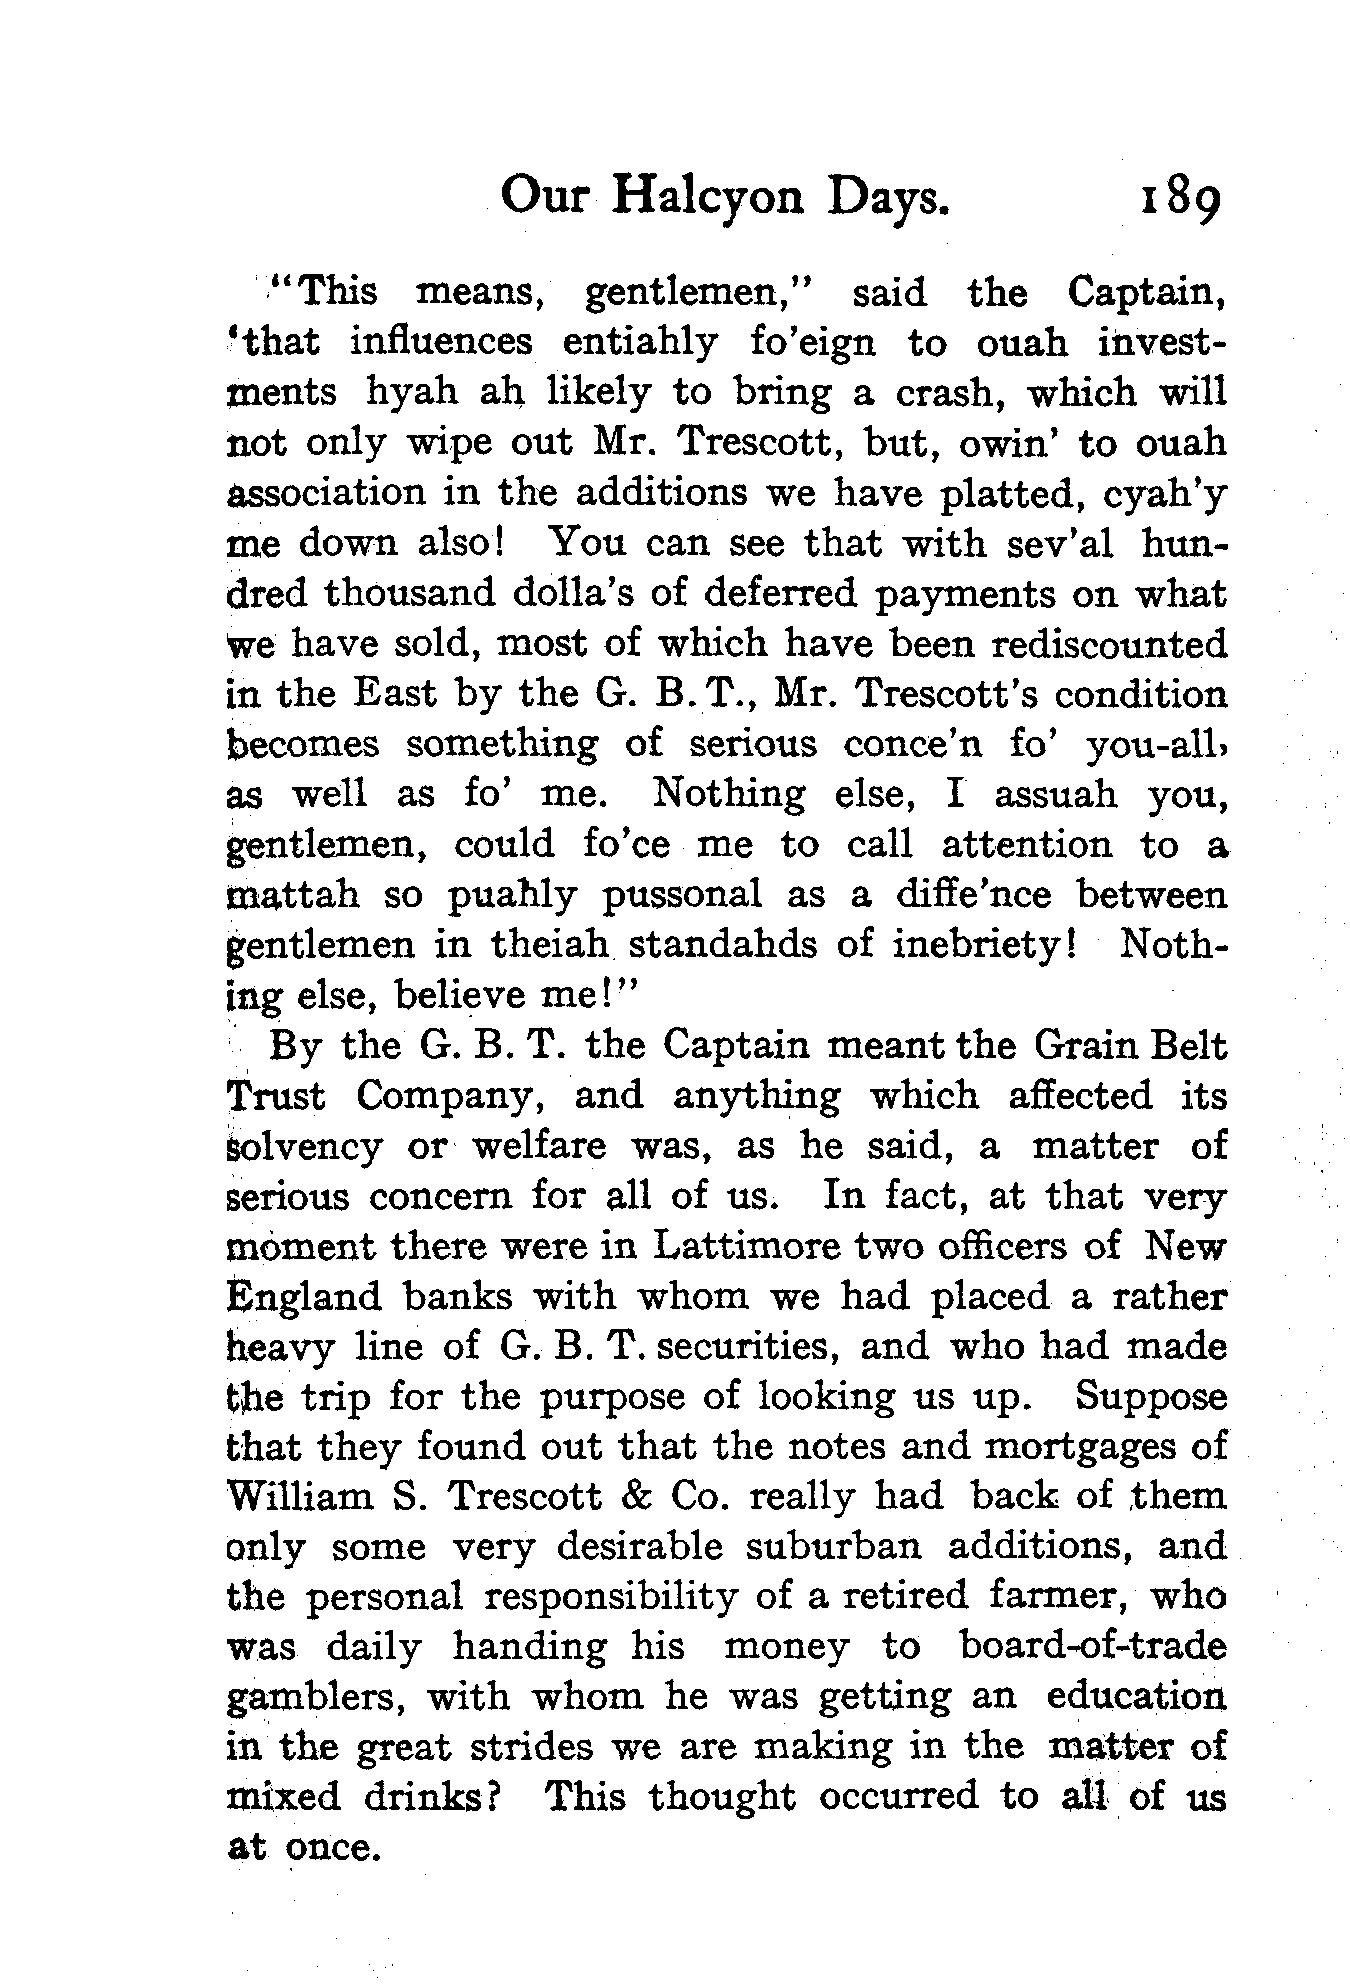 Our Halcyon Days. 189
"This means, gentlemen," said the Captain,
'that influences entiahly fo'eign to ouah invest-
ments hyah ah likely to bring a crash, which will
not only wipe out Mr. Trescott, but, owin' to ouah
association in the additions we have platted, cyah'y
me down also! You can see that with sev'al hun-
dred thousand dolla's of deferred payments on what
we have sold, most of which have been rediscounted
in the East by the G. B. T., Mr. Trescott's condition
becomes something of serious conce'n fo' you-all,
as well as fo' me. Nothing else, I assuah you,
gentlemen, could fo'ce me to call attention to a
mattah so puahly pussonal as a diffe'nce between
gentlemen in theiah standahds of inebriety! Noth-
ing else, believe me!"
By the G. B. T. the Captain meant the Grain Belt
Trust Company, and anything which affected its
solvency or welfare was, as he said, a matter of
serious concern for all of us. In fact, at that very
moment there were in Lattimore two officers of New
England banks with whom we had placed a rather
heavy line of G. B. T. securities, and who had made
the trip for the purpose of looking us up. Suppose
that they found out that the notes and mortgages of
William S. Trescott & Co. really had back of them
only some very desirable suburban additions, and
the personal responsibility of a retired farmer, who
was daily handing his money to board-of-trade
gamblers, with whom he was getting an education
in the great strides we are making in the matter of
mixed drinks? This thought occurred to all of us
at once.